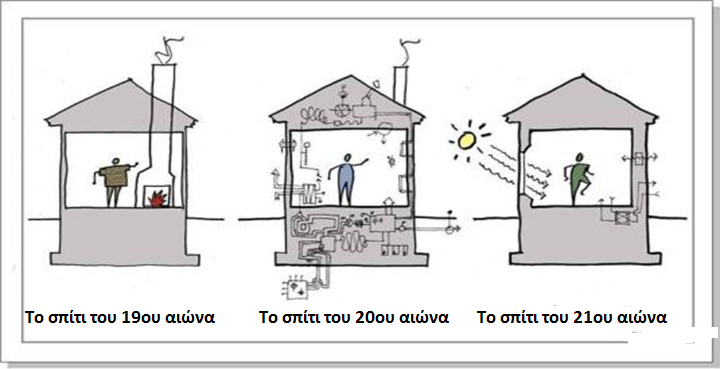 Το σπίτι του 19ου αιώνα
Το σπίτι του 20ου αιώνα
Το σπίτι του 21ου αιώνα